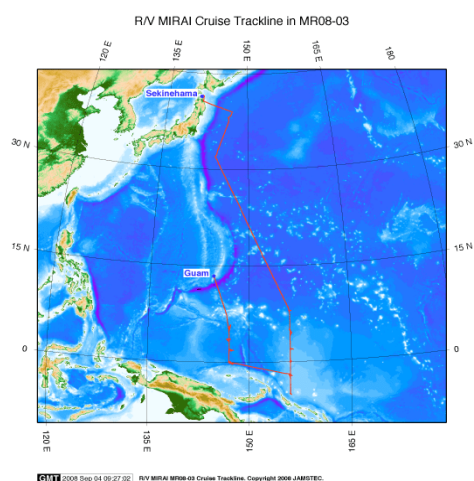 R/V MIRAI Cruise Trackline in MR08-03
120 E
135 E
150 E
165 E
180
Sekinehama
30 N
30 N
15 N
15 N
Guam
0
0
120 E
135 E
150 E
165 E
GMT 2008 Sep 04 09:27:02 R/V MIRAI MR08-03 Cruise Trackline. Copyright 2008 JAMSTEC.